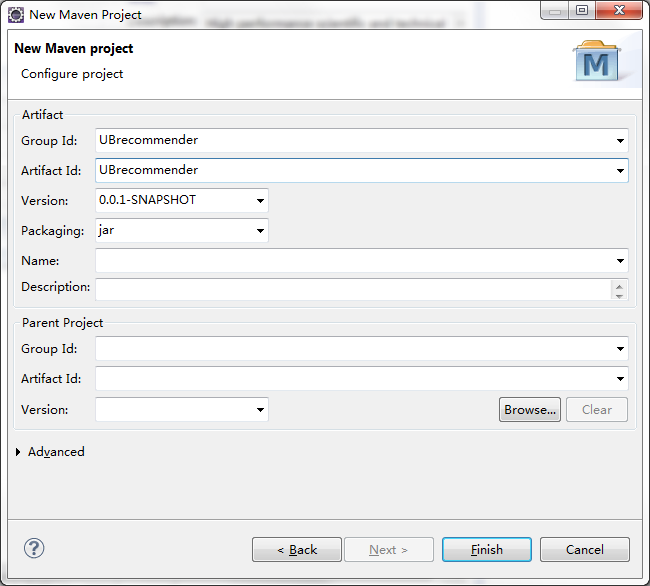 New Maven Project
New Maven project
Configure project
M
Artifact
Group Id: UBrecommender
Artifact Id: UBrecommender
Version: 0.0.1-SNAPSHOT
Packaging: jar
Name:
Description:
Parent Project
Group Id:
Artifact Id:
Version: Browse... Clear
Advanced
? < Back Next > Finish Cancel